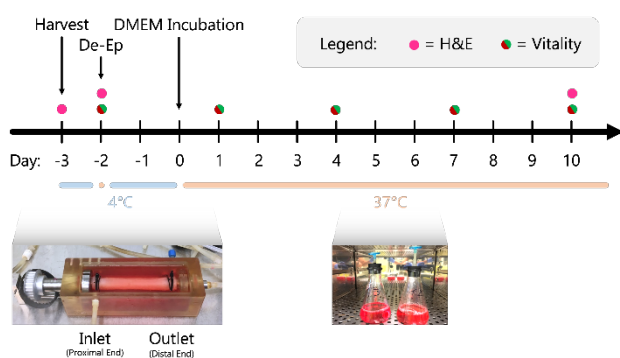 Harvest
DMEM Incubation
De-Ep
Legend: = H&E = Vitality
Day: -3 -2 -1 0 1 2 3 4 5 6 7 8 9 10
4°C 37°C
Inlet Outlet
(Proximal End) (Distal End)